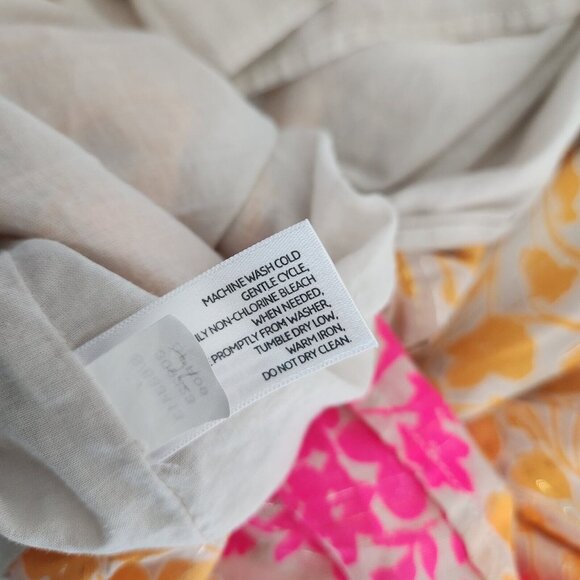 MACHINE WASH COLD
GENTLE CYCLE,
NON-CHLORINE BLEACH
WHEN NEEDED,
PROMPTLY FROM WASHER,
TUMBLE DRY LOW,
WARM IRON,
DO NOT DRY CLEAN.